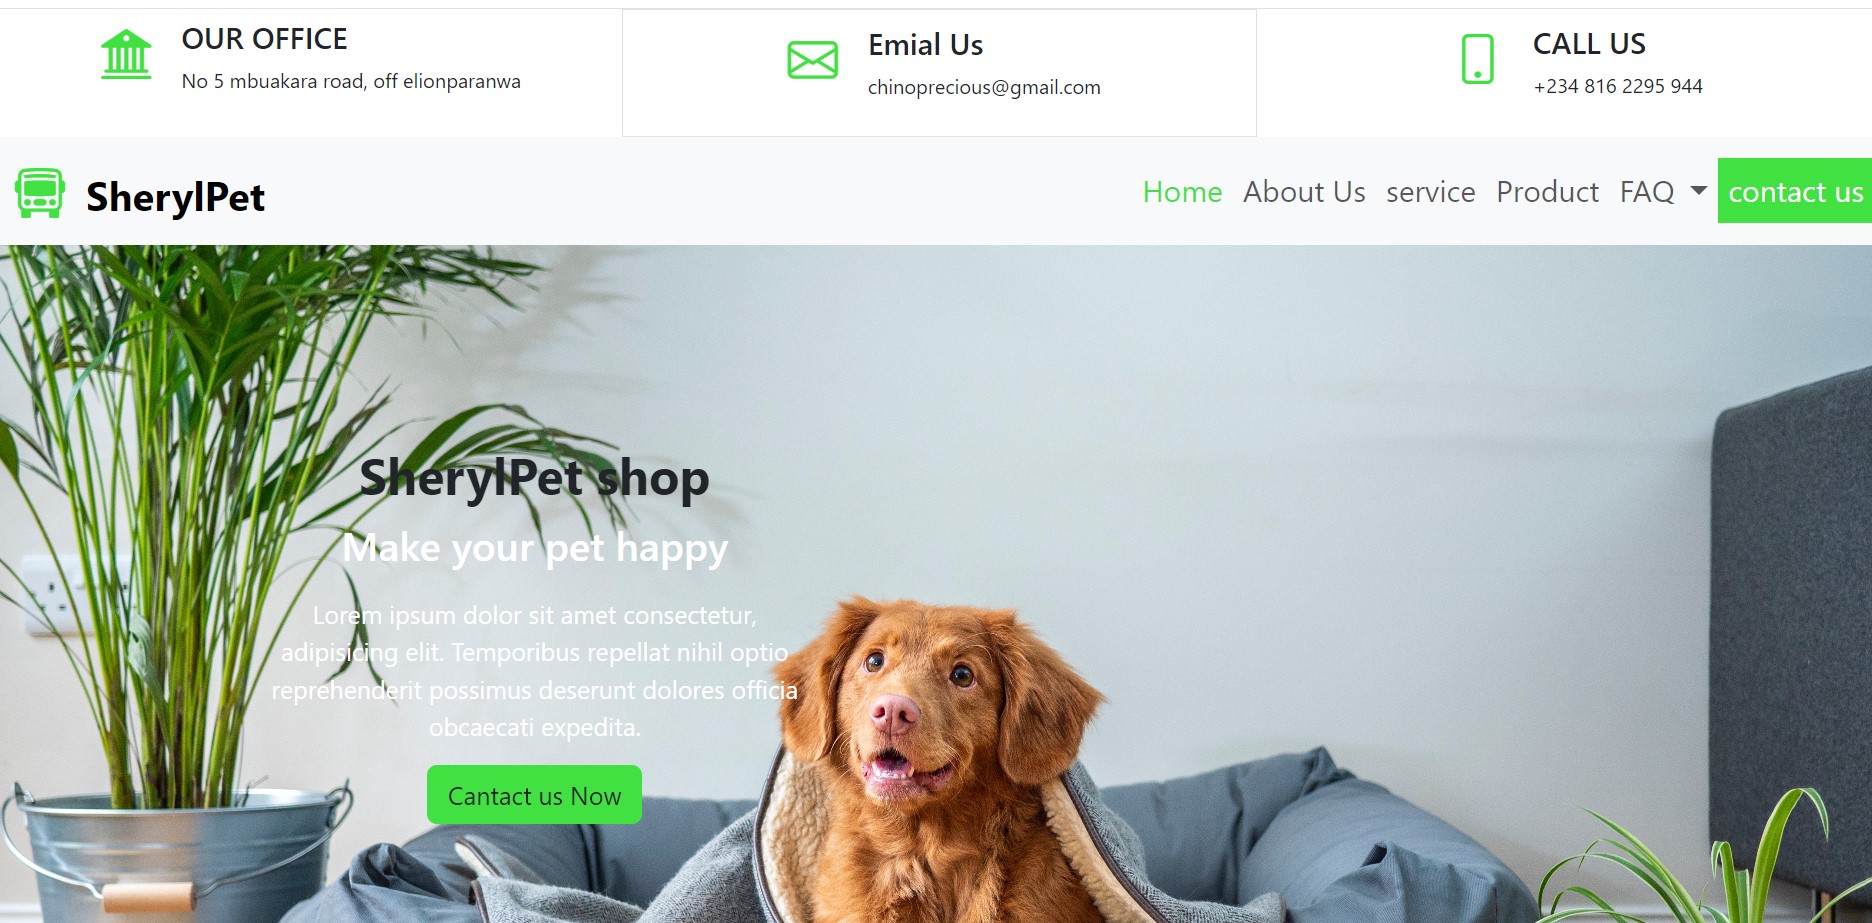 OUR OFFICE
No 5 mbuakara road, off elionparanwa
Emial Us
chinoprecious@gmail.com
CALL US
+234 816 2295 944
SherylPet
Home About Us service Product FAQ contact us
SherylPet shop
Make your pet happy
Lorem ipsum dolor sit amet consectetur,
adipisicing elit. Temporibus repellat nihil optio
reprehenderit possimus deserunt dolores officia
obcaecati expedita.
Cantact us Now